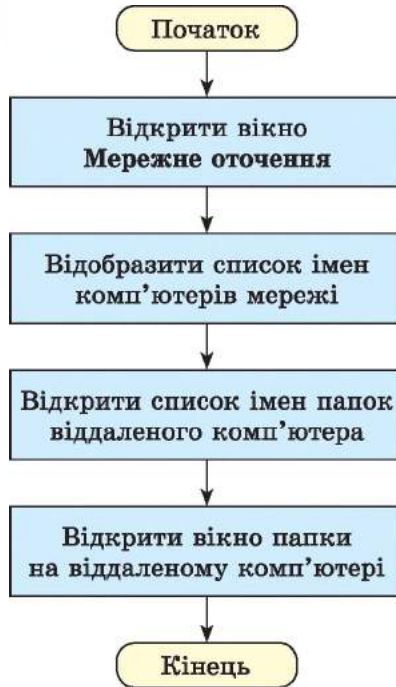 Початок
Відкрити вікно
Мережне оточення
Відобразити список імен
комп’ютерів мережі
Відкрити список імен папок
віддаленого комп’ютера
Відкрити вікно папки
на віддаленому комп’ютері
Кінець